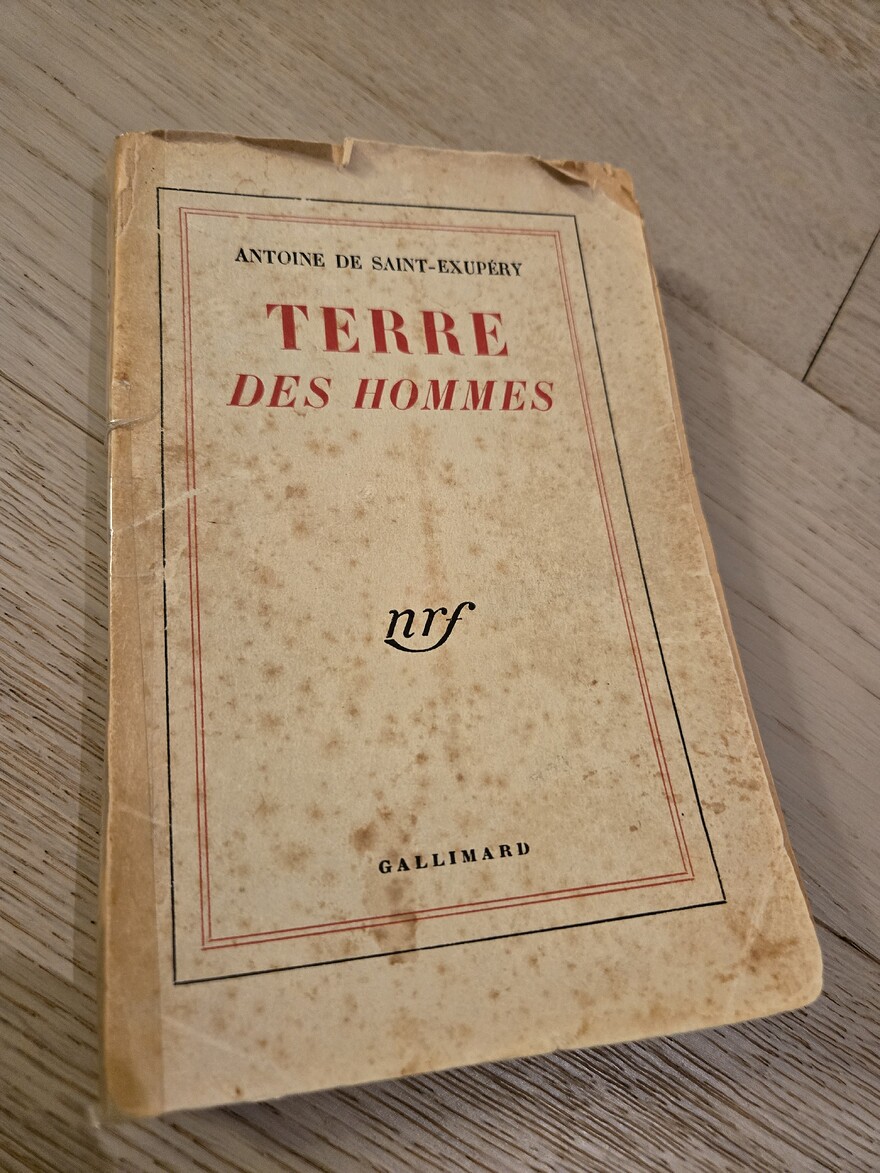 ANTOINE DE SAINT-EXUPÉRY
TERRE
DES HOMMES
nrf
GALLIMARD